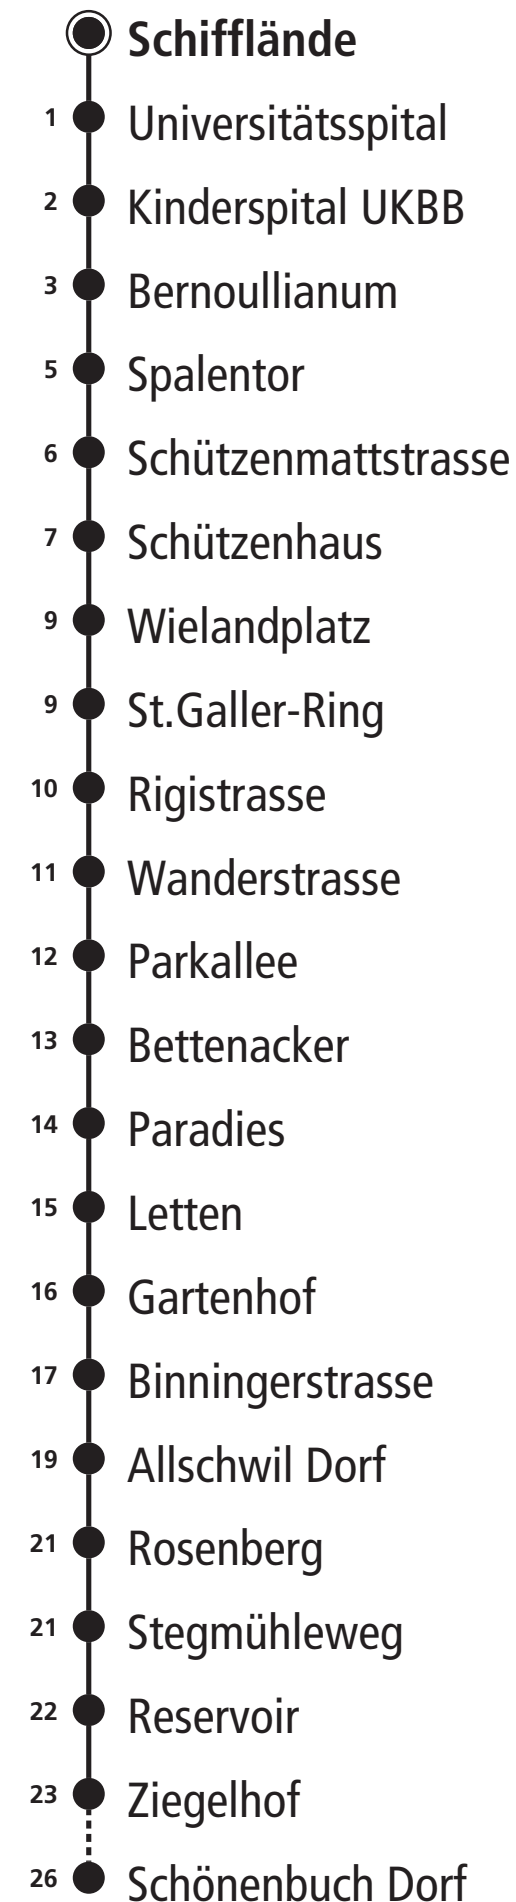 Schifflände
1 Universitätsspital
2 Kinderspital UKBB
3 Bernoullianum
5 Spalentor
6 Schützenmattstrasse
7 Schützenhaus
9 Wielandplatz
9 St.Galler-Ring
10 Rigistrasse
11 Wanderstrasse
12 Parkallee
13 Bettenacker
14 Paradies
15 Letten
16 Gartenhof
17 Binningerstrasse
19 Allschwil Dorf
21 Rosenberg
21 Stegmühleweg
22 Reservoir
23 Ziegelhof
26 Schönenbuch Dorf